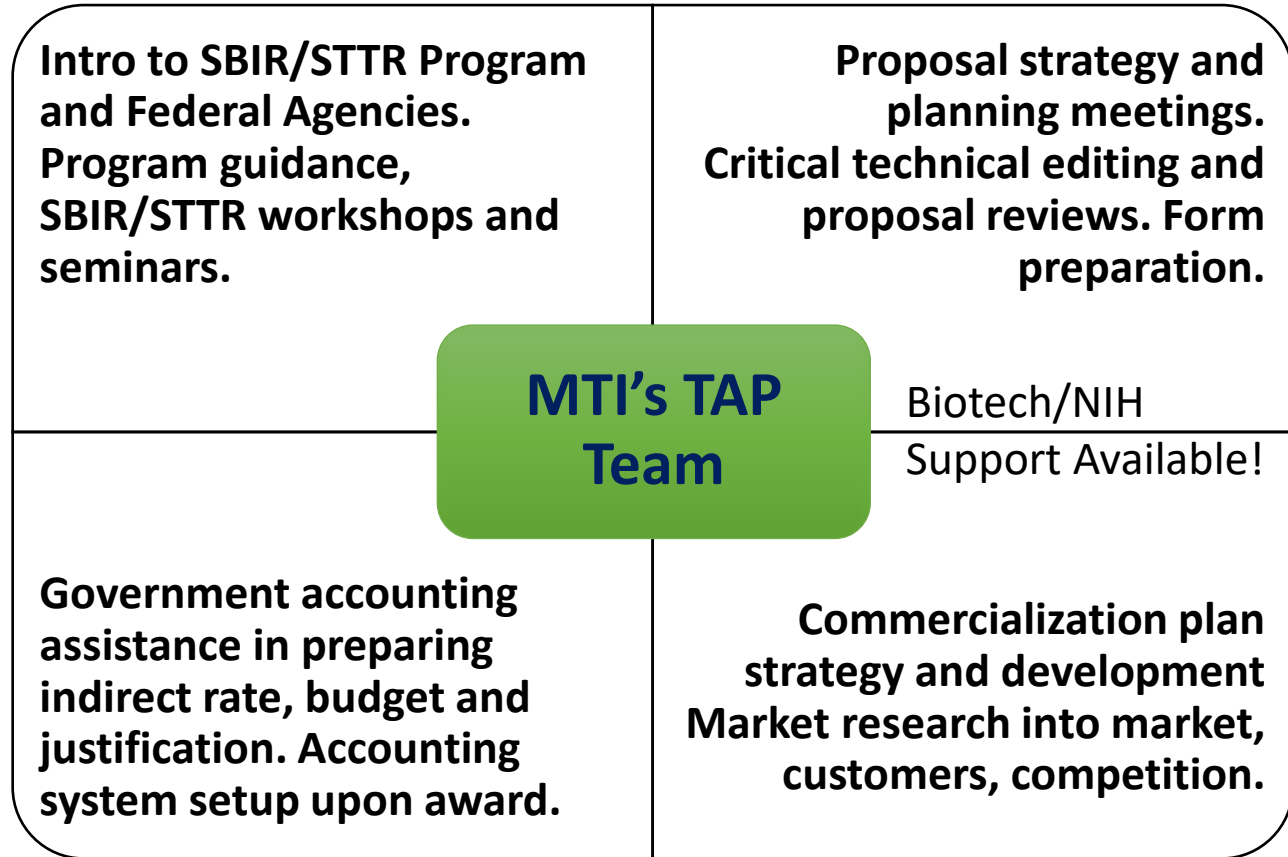 Intro to SBIR/STTR Program
and Federal Agencies.
Program guidance,
SBIR/STTR workshops and
seminars.
Proposal strategy and
planning meetings.
Critical technical editing and
proposal reviews. Form
preparation.
MTI's TAP
Team
Biotech/NIH
Support Available!
Government accounting
assistance in preparing
indirect rate, budget and
justification. Accounting
system setup upon award.
Commercialization plan
strategy and development
Market research into market,
customers, competition.